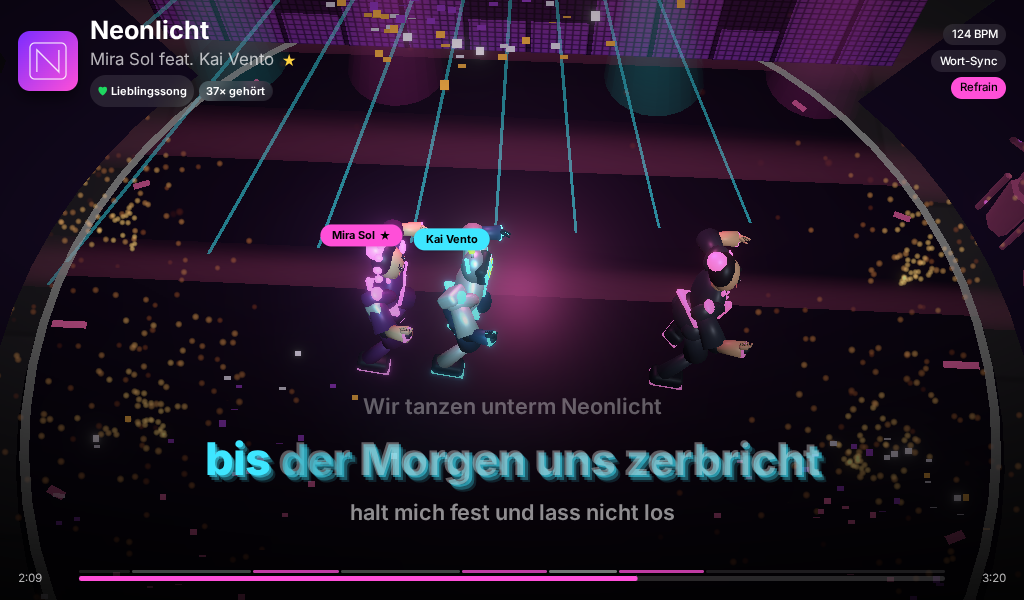 Neonlicht
Mira Sol feat. Kai Vento ★
Lieblingssong
37× gehört
124 BPM
Wort-Sync
Refrain
Mira Sol ★
Kai Vento
Wir tanzen unterm Neonlicht
bis der Morgen uns zerbricht
halt mich fest und lass nicht los
2:09
3:20